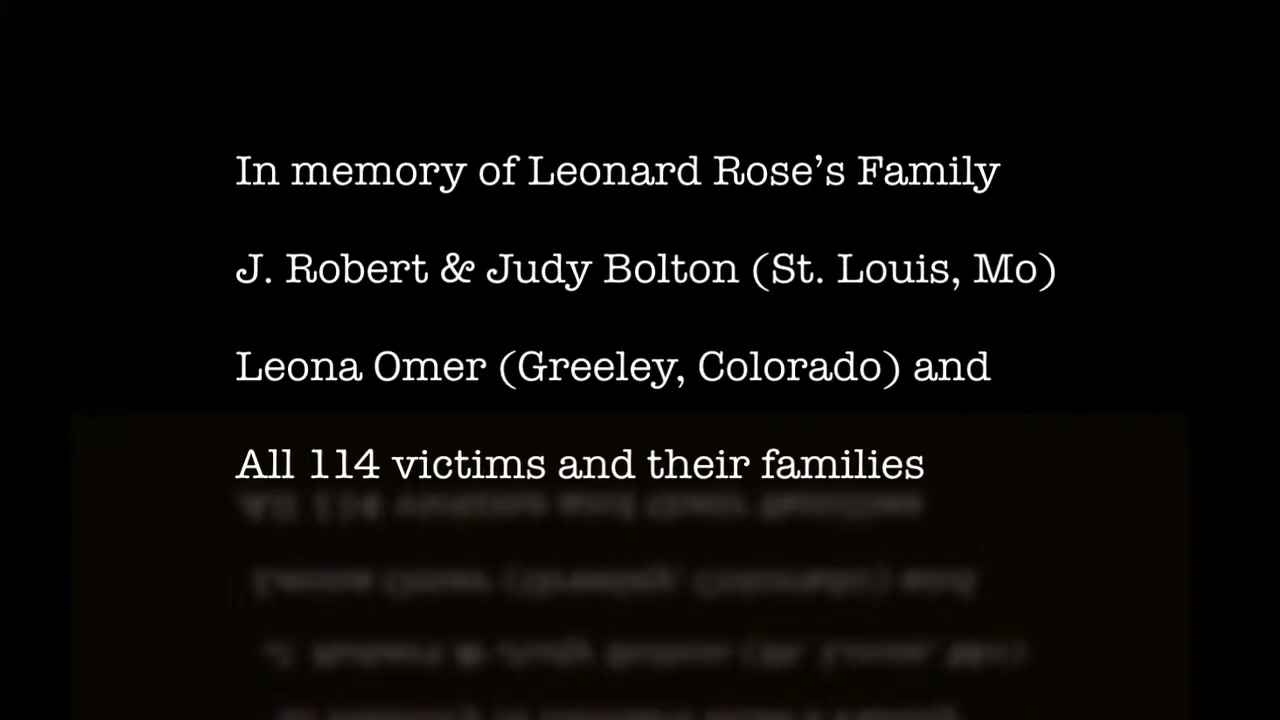 In memory of Leonard Rose’s Family
J. Robert & Judy Bolton (St. Louis, Mo)
Leona Omer (Greeley, Colorado) and
All 114 victims and their families